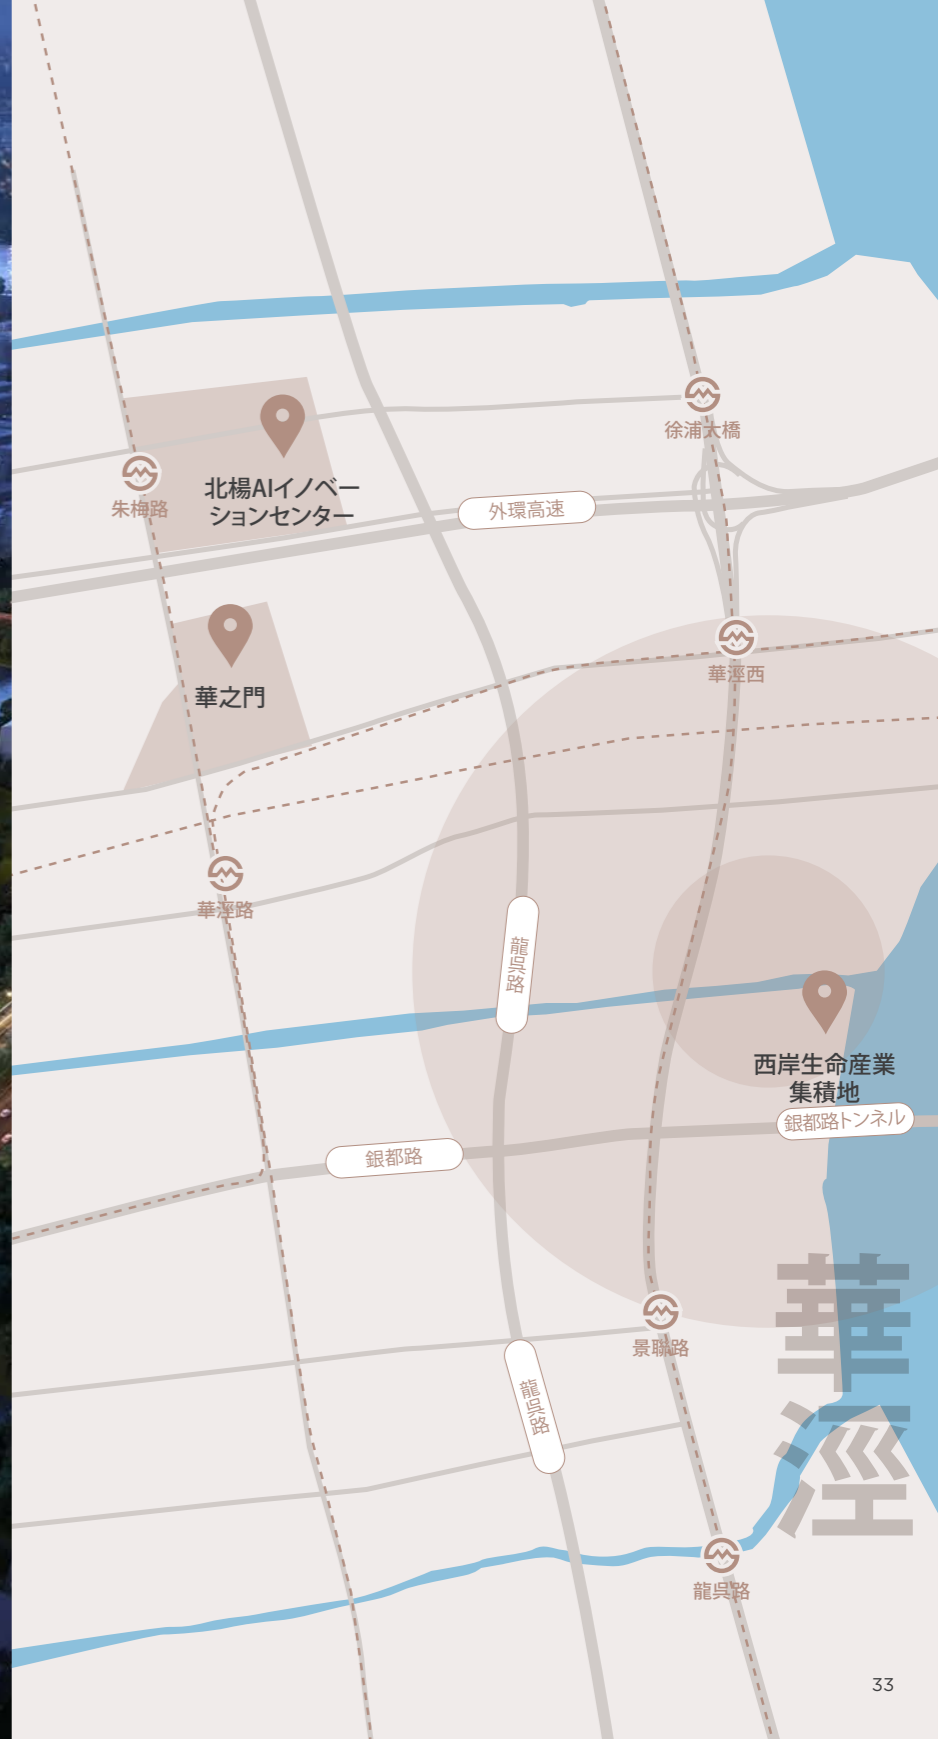 徐浦大橋
北楊AIイノベー
ションセンター
朱梅路
外環高速
華之門
華涇西
華涇路
龍呉路
西岸生命産業
集積地
銀都路トンネル
銀都路
華涇
景聯路
龍呉路
龍呉路
33